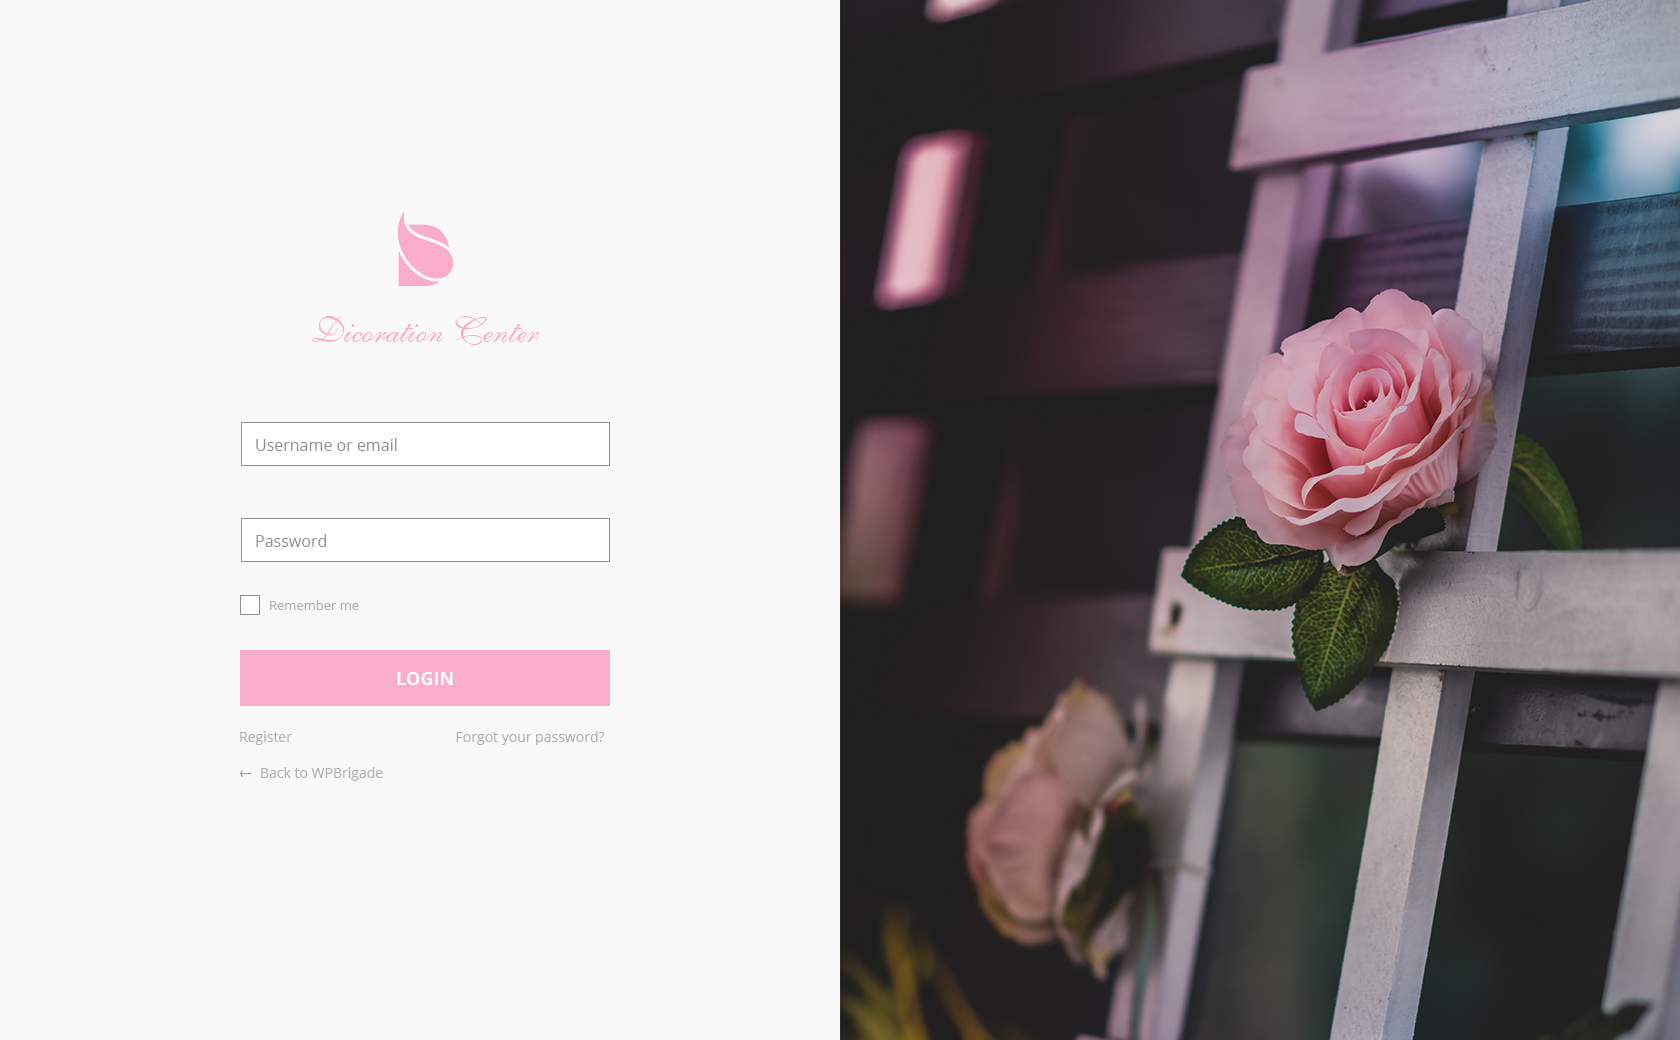 Dicoration Center
Username or email
Password
Remember me
LOGIN
Register
Forgot your password?
← Back to WPBrigade